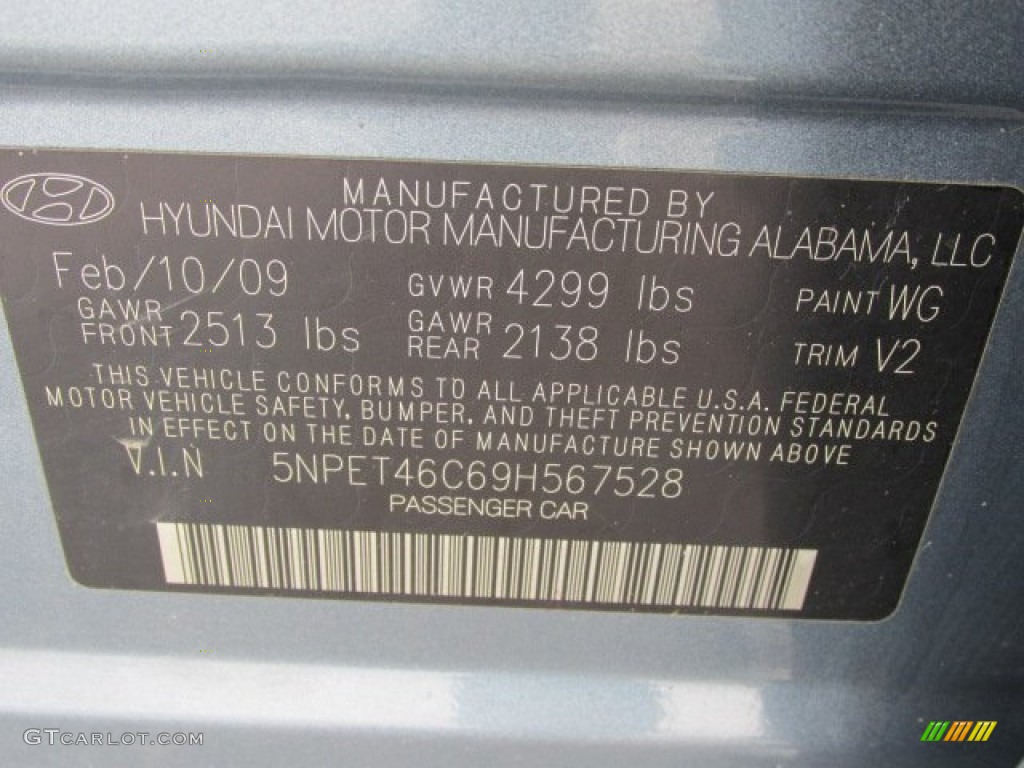 MANUFACTURED BY
HYUNDAI MOTOR MANUFACTURING ALABAMA, LLC
Feb/10/09 GVWR 4299 lbs PAINT WG
GAWR FRONT 2513 lbs GAWR REAR 2138 lbs TRIM V2
THIS VEHICLE CONFORMS TO ALL APPLICABLE U.S.A. FEDERAL
MOTOR VEHICLE SAFETY, BUMPER, AND THEFT PREVENTION STANDARDS
IN EFFECT ON THE DATE OF MANUFACTURE SHOWN ABOVE
V.I.N 5NPET46C69H567528
PASSENGER CAR
GTCARLOT.COM